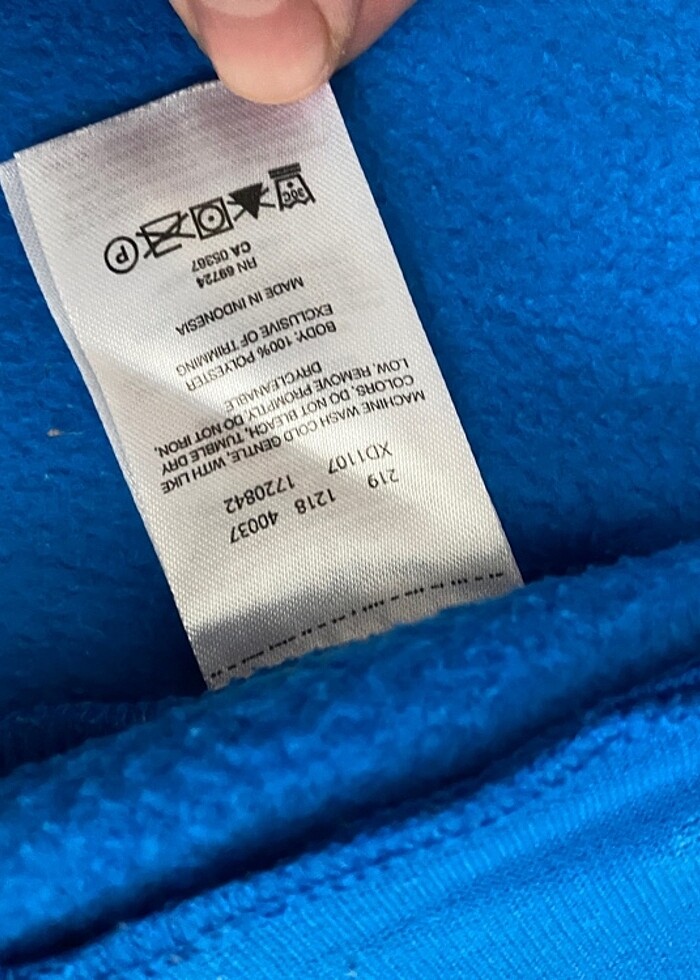 219 1218 40037
XD1107 1720842
MACHINE WASH COLD GENTLE, WITH LIKE
COLORS. DO NOT BLEACH, TUMBLE DRY
LOW. REMOVE PROMPTLY. DO NOT IRON.
DRYCLEANABLE
BODY: 100% POLYESTER
EXCLUSIVE OF TRIMMING
MADE IN INDONESIA
RN 69724
CA 05367
30C P